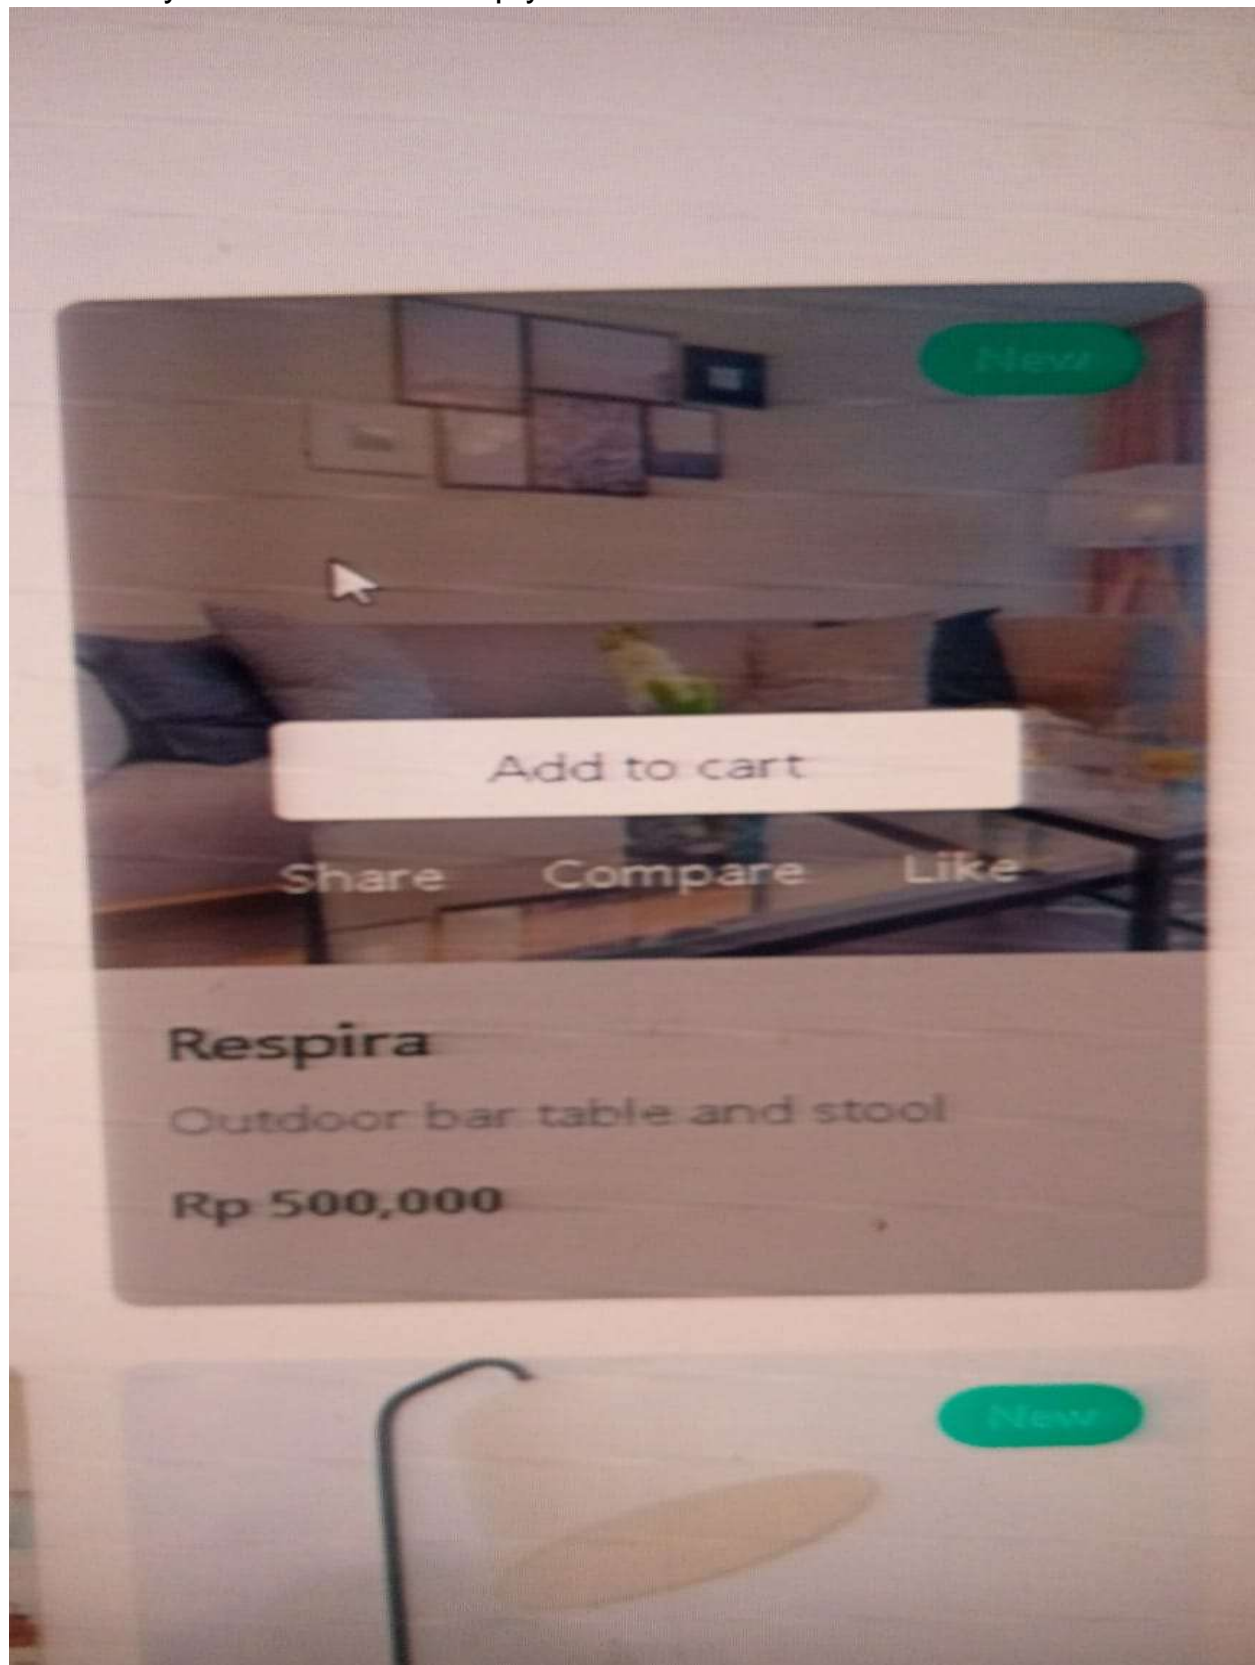 New
Add to cart
Share Compare Like
Respira
Outdoor bar table and stool
Rp 500,000
New